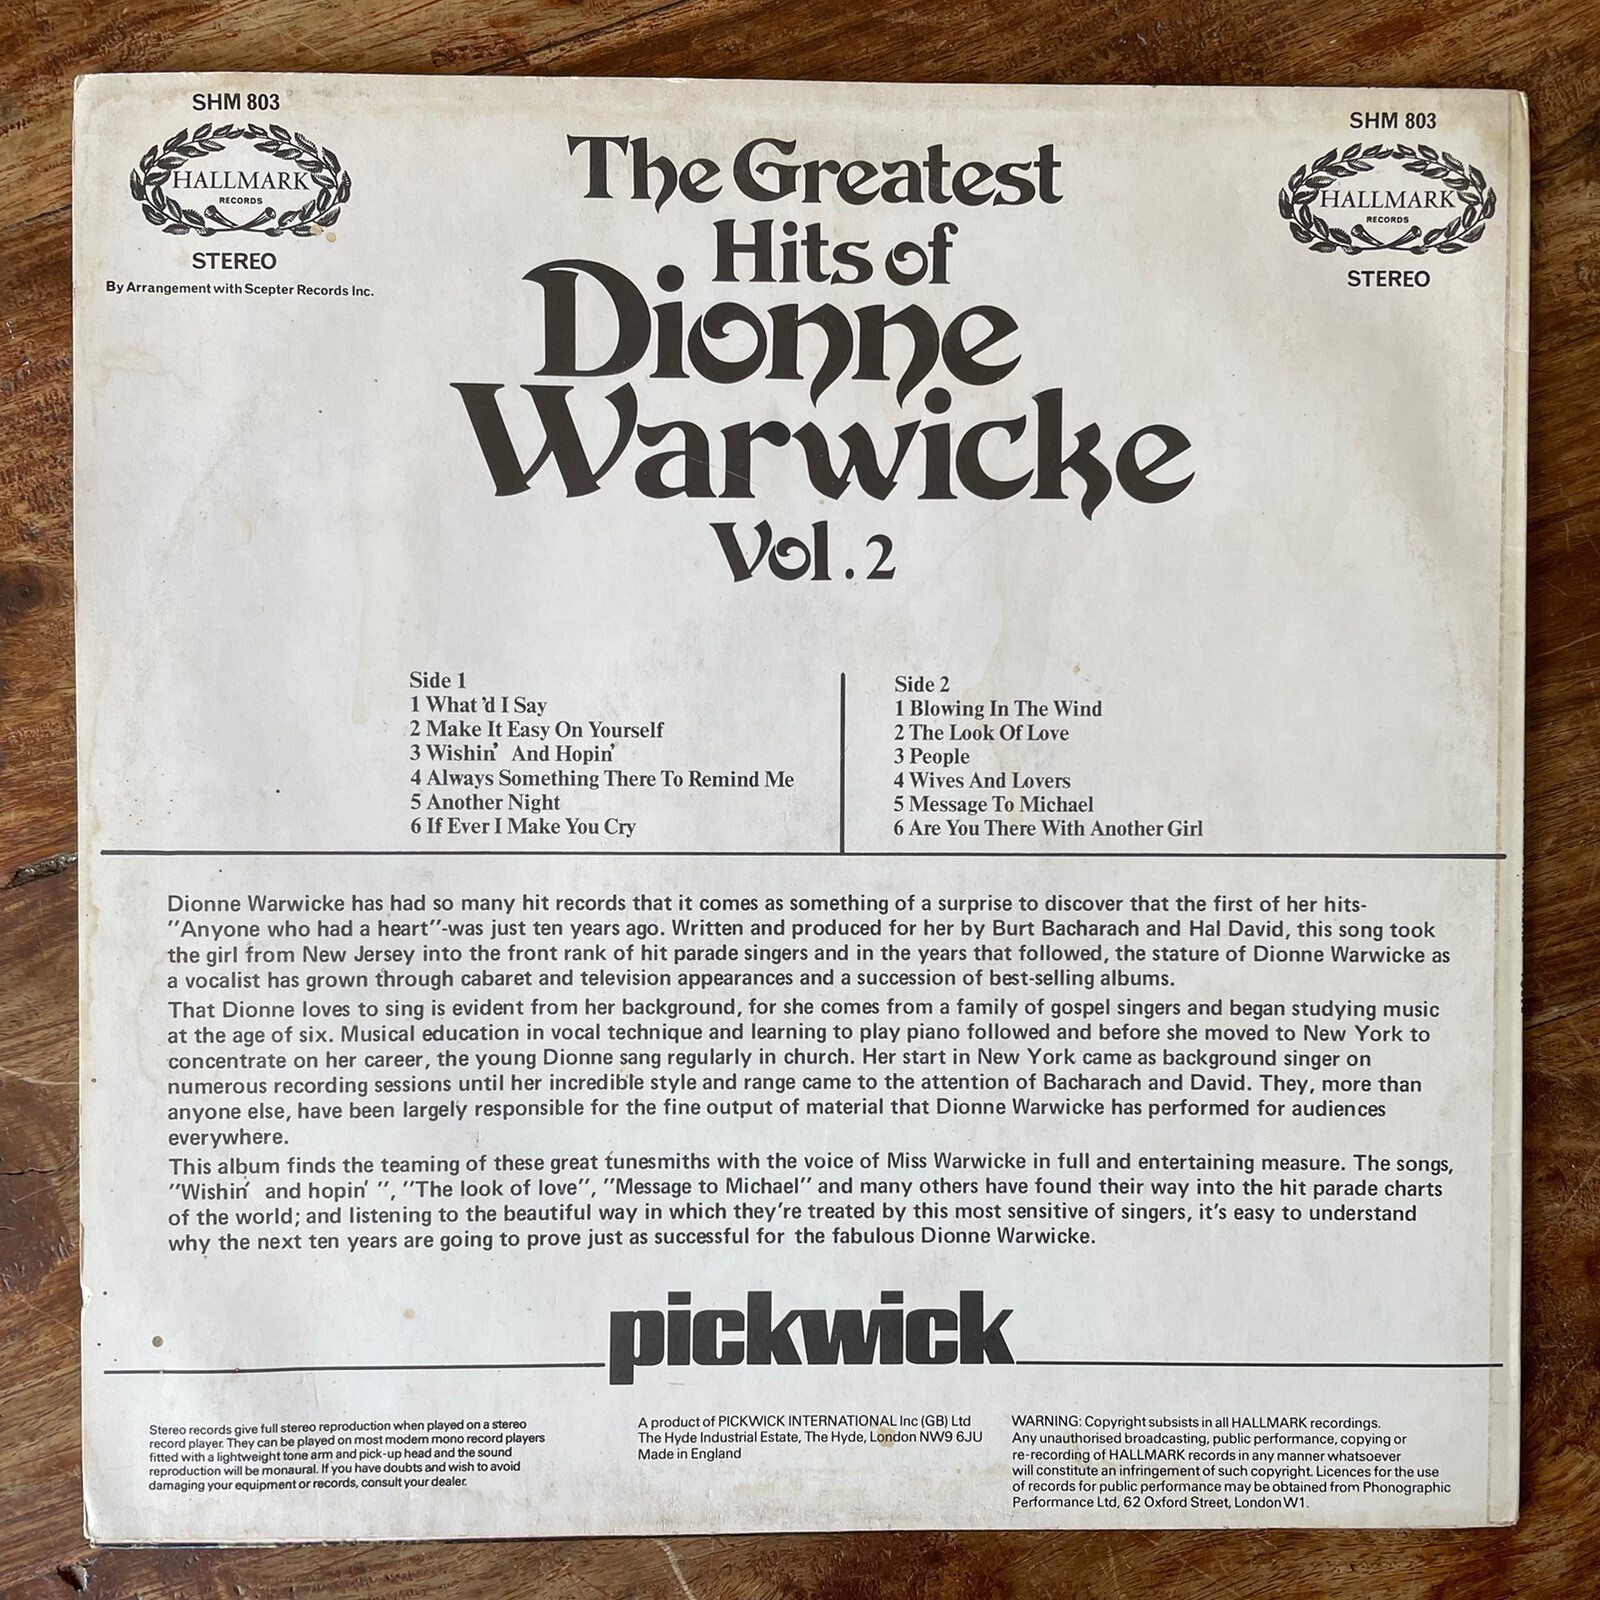 SHM 803
HALLMARK
RECORDS
STEREO
By Arrangement with Scepter Records Inc.
SHM 803
HALLMARK
RECORDS
STEREO
The Greatest
Hits of
Dionne
Warwicke
Vol. 2
Side 1
1 What 'd I Say
2 Make It Easy On Yourself
3 Wishin' And Hopin'
4 Always Something There To Remind Me
5 Another Night
6 If Ever I Make You Cry
Side 2
1 Blowing In The Wind
2 The Look Of Love
3 People
4 Wives And Lovers
5 Message To Michael
6 Are You There With Another Girl
Dionne Warwicke has had so many hit records that it comes as something of a surprise to discover that the first of her hits-
"Anyone who had a heart"-was just ten years ago. Written and produced for her by Burt Bacharach and Hal David, this song took
the girl from New Jersey into the front rank of hit parade singers and in the years that followed, the stature of Dionne Warwicke as
a vocalist has grown through cabaret and television appearances and a succession of best-selling albums.
That Dionne loves to sing is evident from her background, for she comes from a family of gospel singers and began studying music
at the age of six. Musical education in vocal technique and learning to play piano followed and before she moved to New York to
concentrate on her career, the young Dionne sang regularly in church. Her start in New York came as background singer on
numerous recording sessions until her incredible style and range came to the attention of Bacharach and David. They, more than
anyone else, have been largely responsible for the fine output of material that Dionne Warwicke has performed for audiences
everywhere.
This album finds the teaming of these great tunesmiths with the voice of Miss Warwicke in full and entertaining measure. The songs,
"Wishin' and hopin' ", "The look of love", "Message to Michael" and many others have found their way into the hit parade charts
of the world; and listening to the beautiful way in which they're treated by this most sensitive of singers, it's easy to understand
why the next ten years are going to prove just as successful for the fabulous Dionne Warwicke.
pickwick
Stereo records give full stereo reproduction when played on a stereo
record player. They can be played on most modern mono record players
fitted with a lightweight tone arm and pick-up head and the sound
reproduction will be monaural. If you have doubts and wish to avoid
damaging your equipment or records, consult your dealer.
A product of PICKWICK INTERNATIONAL Inc (GB) Ltd
The Hyde Industrial Estate, The Hyde, London NW9 6JU
Made in England
WARNING: Copyright subsists in all HALLMARK recordings.
Any unauthorised broadcasting, public performance, copying or
re-recording of HALLMARK records in any manner whatsoever
will constitute an infringement of such copyright. Licences for the use
of records for public performance may be obtained from Phonographic
Performance Ltd, 62 Oxford Street, London W1.